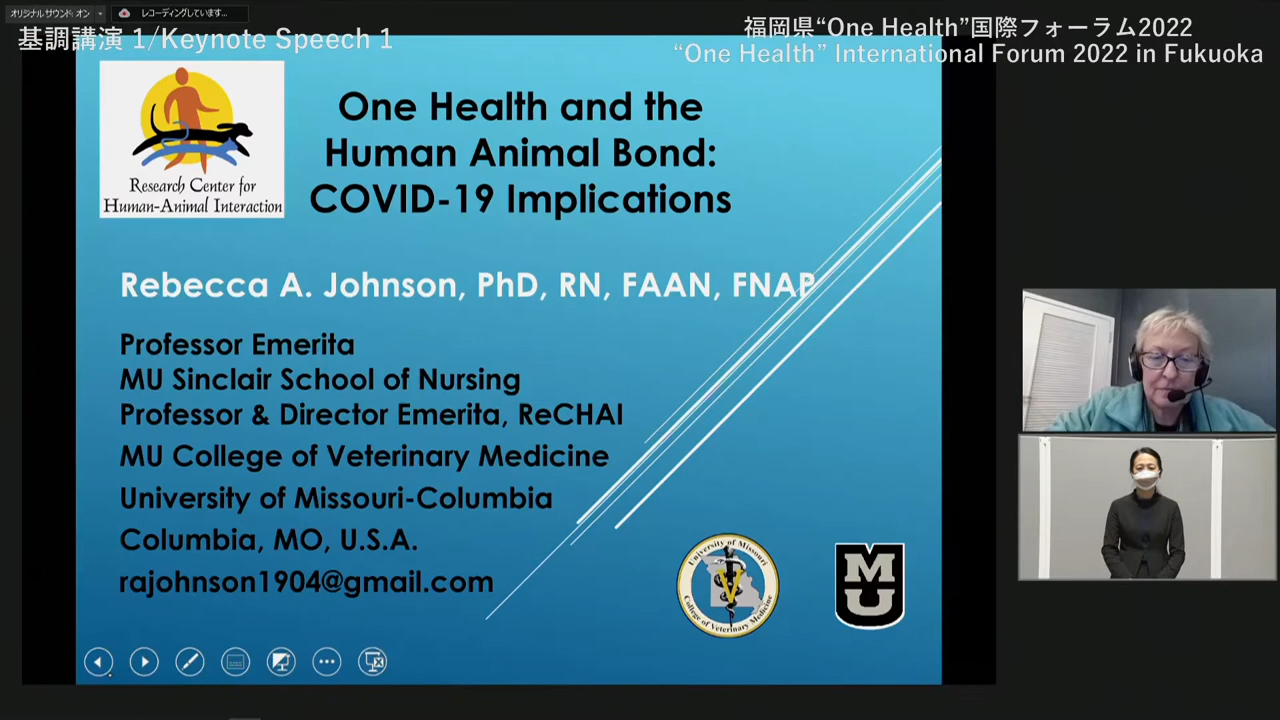 オリジナルサウンド: オン
レコーディングしています...
基調講演 1/Keynote Speech 1
福岡県“One Health”国際フォーラム2022
“One Health” International Forum 2022 in Fukuoka
Research Center for
Human-Animal Interaction
One Health and the
Human Animal Bond:
COVID-19 Implications
Rebecca A. Johnson, PhD, RN, FAAN, FNAP
Professor Emerita
MU Sinclair School of Nursing
Professor & Director Emerita, ReCHAI
MU College of Veterinary Medicine
University of Missouri-Columbia
Columbia, MO, U.S.A.
rajohnson1904@gmail.com
University of Missouri
V
College of Veterinary Medicine
MU